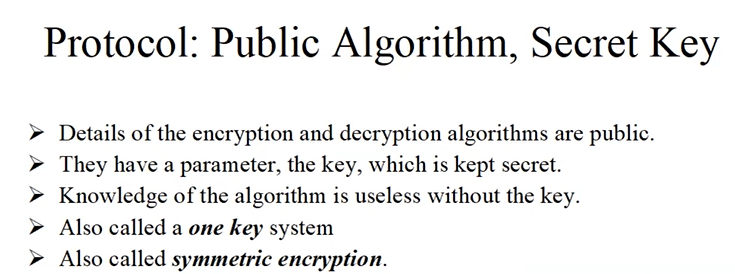 Protocol: Public Algorithm, Secret Key
➢ Details of the encryption and decryption algorithms are public.
➢ They have a parameter, the key, which is kept secret.
➢ Knowledge of the algorithm is useless without the key.
➢ Also called a one key system
➢ Also called symmetric encryption.